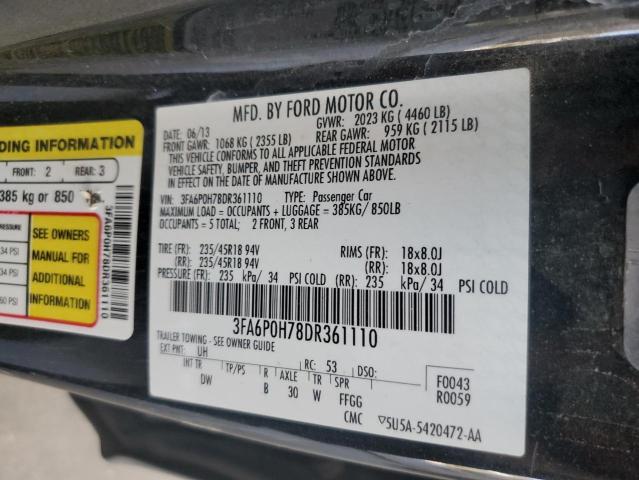 DING INFORMATION
FRONT: 2 REAR: 3
385 kg or 850
PSI
34 PSI
34 PSI
60 PSI
SEE OWNERS
MANUAL FOR
ADDITIONAL
INFORMATION
3FA6P0H78DR361110
MFD. BY FORD MOTOR CO.
DATE: 06/13 GVWR: 2023 KG ( 4460 LB)
FRONT GAWR: 1068 KG ( 2355 LB) REAR GAWR: 959 KG ( 2115 LB)
THIS VEHICLE CONFORMS TO ALL APPLICABLE FEDERAL MOTOR
VEHICLE SAFETY, BUMPER, AND THEFT PREVENTION STANDARDS
IN EFFECT ON THE DATE OF MANUFACTURE SHOWN ABOVE.
VIN: 3FA6P0H78DR361110 TYPE: Passenger Car
MAXIMUM LOAD = OCCUPANTS + LUGGAGE = 385KG/ 850LB
OCCUPANTS = 5 TOTAL; 2 FRONT, 3 REAR
TIRE (FR): 235/45R18 94V RIMS (FR): 18x8.0J
(RR): 235/45R18 94V (RR): 18x8.0J
PRESSURE (FR): 235 kPa/ 34 PSI COLD (RR): 235 kPa/ 34 PSI COLD
3FA6P0H78DR361110
TRAILER TOWING - SEE OWNER GUIDE
EXT PNT: UH RC: 53 DSO:
INT TR TP/PS R AXLE TR SPR F0043
DW B 30 W FFGG R0059
CMC 5U5A-5420472-AA